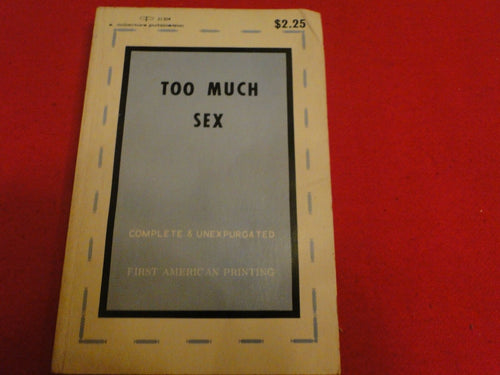 $2.25
TOO MUCH
SEX
COMPLETE & UNEXPURGATED
FIRST AMERICAN PRINTING